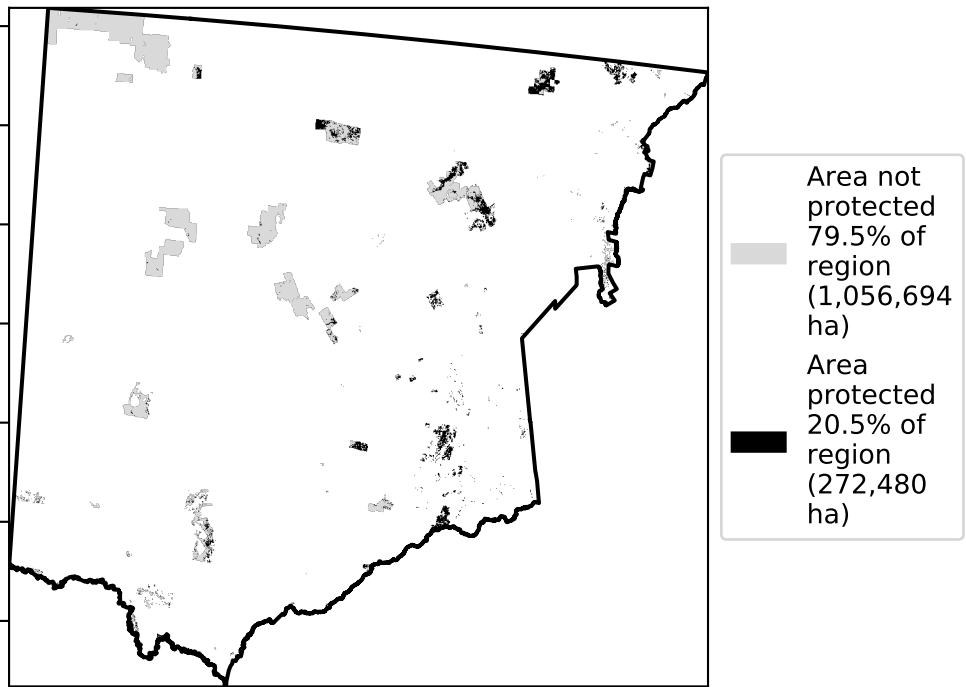 Area not
protected
79.5% of
region
(1,056,694
ha)
Area
protected
20.5% of
region
(272,480
ha)